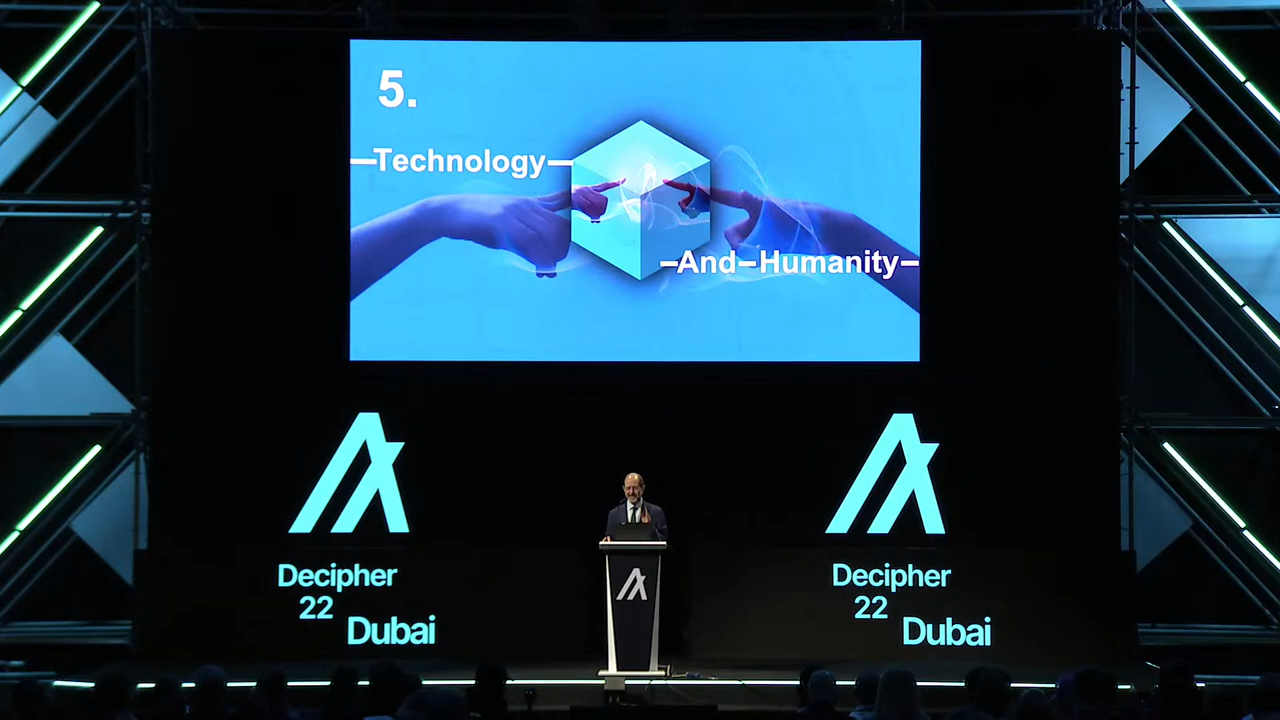 5.
Technology
And Humanity
Decipher
22
Dubai
Decipher
22
Dubai